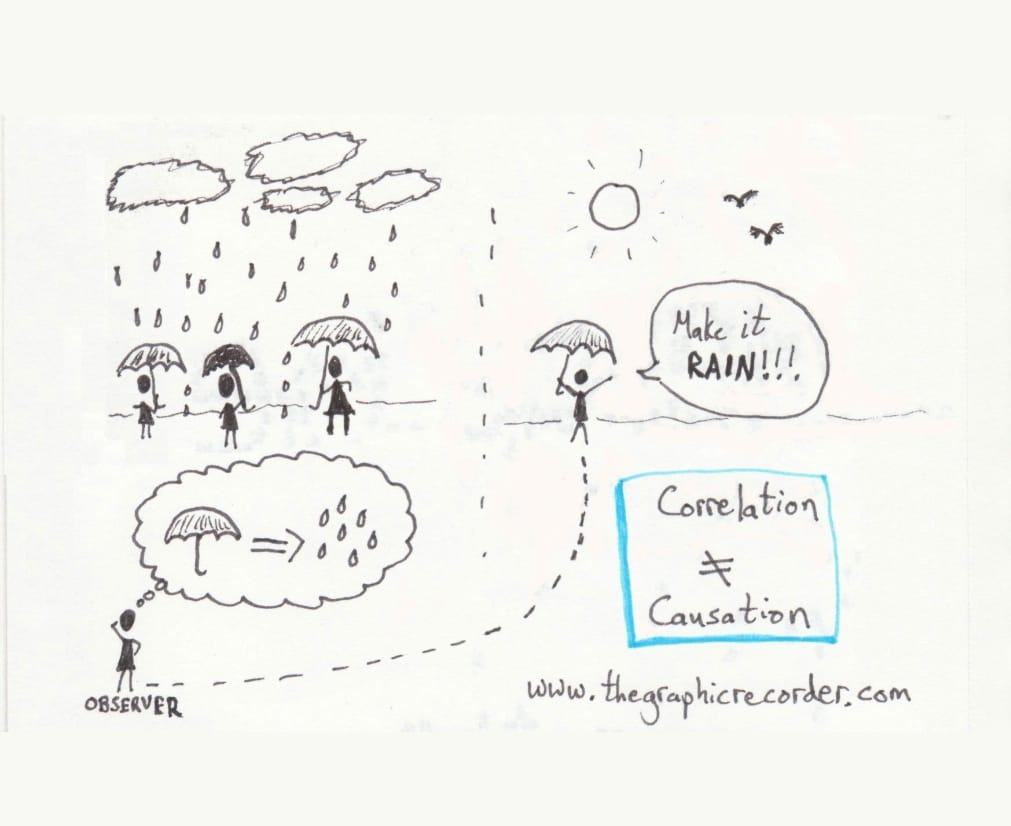 Make it
RAIN!!!
OBSERVER
Correlation
≠
Causation
www.thegraphicrecorder.com